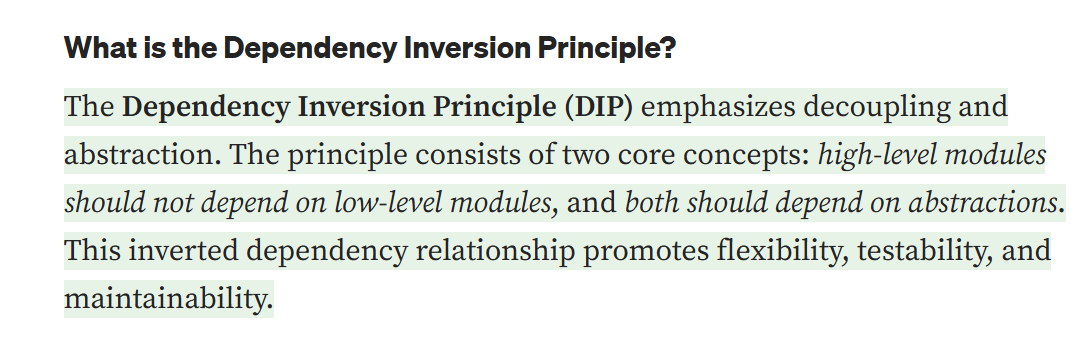 What is the Dependency Inversion Principle?
The Dependency Inversion Principle (DIP) emphasizes decoupling and
abstraction. The principle consists of two core concepts: high-level modules
should not depend on low-level modules, and both should depend on abstractions.
This inverted dependency relationship promotes flexibility, testability, and
maintainability.